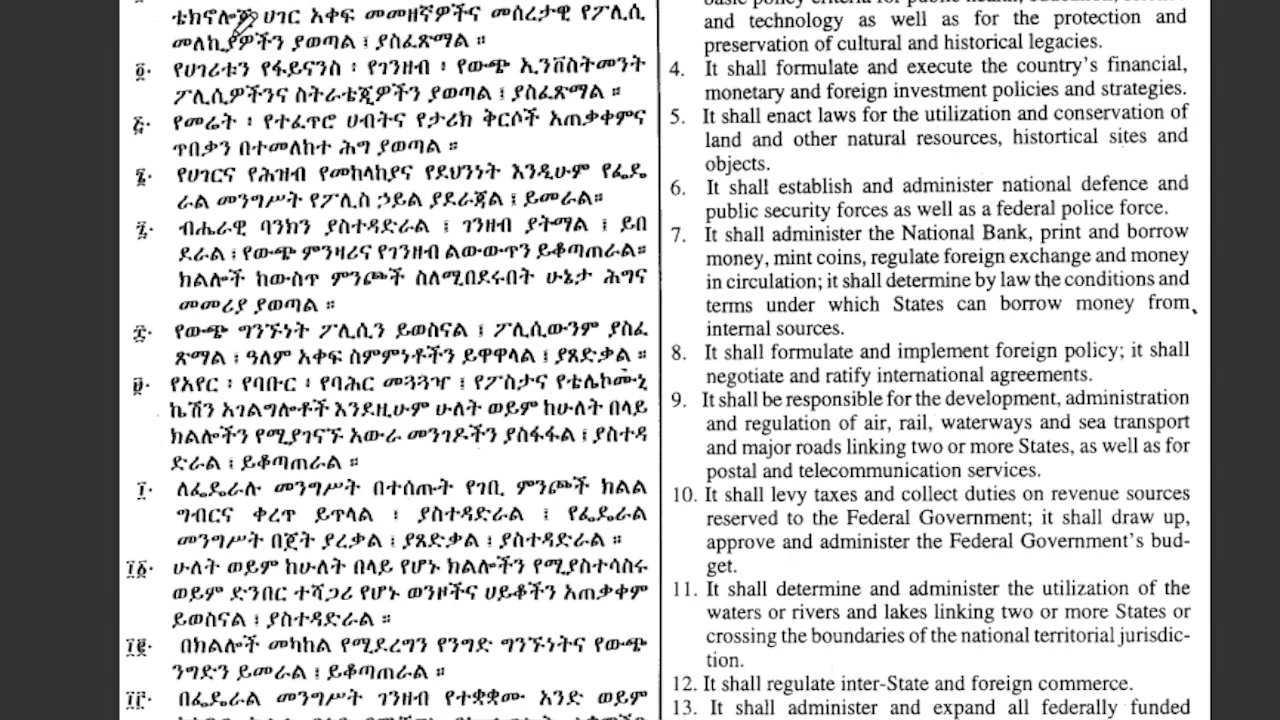 ቴክኖሎጂ ሀገር አቀፍ መመዘኛዎችና መሰረታዊ የፖሊሲ
መለኪያዎችን ያወጣል ፤ ያስፈጽማል ።
፬· የሀገሪቱን የፋይናንስ ፡ የገንዘብ ፡ የውጭ ኢንቨስትመንት
ፖሊሲዎችንና ስትራቴጂዎችን ያወጣል ፤ ያስፈጽማል ።
፭· የመሬት ፡ የተፈጥሮ ሀብትና የታሪክ ቅርሶች አጠቃቀምና
ጥበቃን በተመለከተ ሕግ ያወጣል ።
፮· የሀገርና የሕዝብ የመከላከያና የደህንነት እንዲሁም የፌዴ
ራል መንግሥት የፖሊስ ኃይል ያደራጃል ፤ ይመራል።
፯· ብሔራዊ ባንክን ያስተዳድራል ፤ ገንዘብ ያትማል ፤ ይበ
ደራል ፤ የውጭ ምንዛሪና የገንዘብ ልውውጥን ይቆጣጠራል።
ክልሎች ከውስጥ ምንጮች ስለሚበደሩበት ሁኔታ ሕግና
መመሪያ ያወጣል ።
፰· የውጭ ግንኙነት ፖሊሲን ይወስናል ፤ ፖሊሲውንም ያስፈ
ጽማል ፤ ዓለም አቀፍ ስምምነቶችን ይዋዋላል ፤ ያጸድቃል ።
፱· የአየር ፡ የባቡር ፡ የባሕር መጓጓዣ ፤ የፖስታና የቴሌኮሙኒ
ኬሽን አገልግሎቶች እንደዚሁም ሁለት ወይም ከሁለት በላይ
ክልሎችን የሚያገናኙ አውራ መንገዶችን ያስፋፋል ፤ ያስተዳ
ድራል ፤ ይቆጣጠራል ።
፲· ለፌዴራሉ መንግሥት በተሰጡት የገቢ ምንጮች ክልል
ግብርና ቀረጥ ይጥላል ፤ ያስተዳድራል ፤ የፌዴራል
መንግሥት በጀት ያረቃል ፤ ያጸድቃል ፤ ያስተዳድራል ።
፲፩· ሁለት ወይም ከሁለት በላይ የሆኑ ክልሎችን የሚያስተሳስሩ
ወይም ድንበር ተሻጋሪ የሆኑ ወንዞችና ሀይቆችን አጠቃቀም
ይወስናል ፤ ያስተዳድራል ።
፲፪· በክልሎች መካከል የሚደረግን የንግድ ግንኙነትና የውጭ
ንግድን ይመራል ፤ ይቆጣጠራል ።
፲፫· በፌዴራል መንግሥት ገንዘብ የተቋቋሙ አንድ ወይም
and technology as well as for the protection and
preservation of cultural and historical legacies.
4. It shall formulate and execute the country's financial,
monetary and foreign investment policies and strategies.
5. It shall enact laws for the utilization and conservation of
land and other natural resources, histortical sites and
objects.
6. It shall establish and administer national defence and
public security forces as well as a federal police force.
7. It shall administer the National Bank, print and borrow
money, mint coins, regulate foreign exchange and money
in circulation; it shall determine by law the conditions and
terms under which States can borrow money from
internal sources.
8. It shall formulate and implement foreign policy; it shall
negotiate and ratify international agreements.
9. It shall be responsible for the development, administration
and regulation of air, rail, waterways and sea transport
and major roads linking two or more States, as well as for
postal and telecommunication services.
10. It shall levy taxes and collect duties on revenue sources
reserved to the Federal Government; it shall draw up,
approve and administer the Federal Government's bud-
get.
11. It shall determine and administer the utilization of the
waters or rivers and lakes linking two or more States or
crossing the boundaries of the national territorial jurisdic-
tion.
12. It shall regulate inter-State and foreign commerce.
13. It shall administer and expand all federally funded